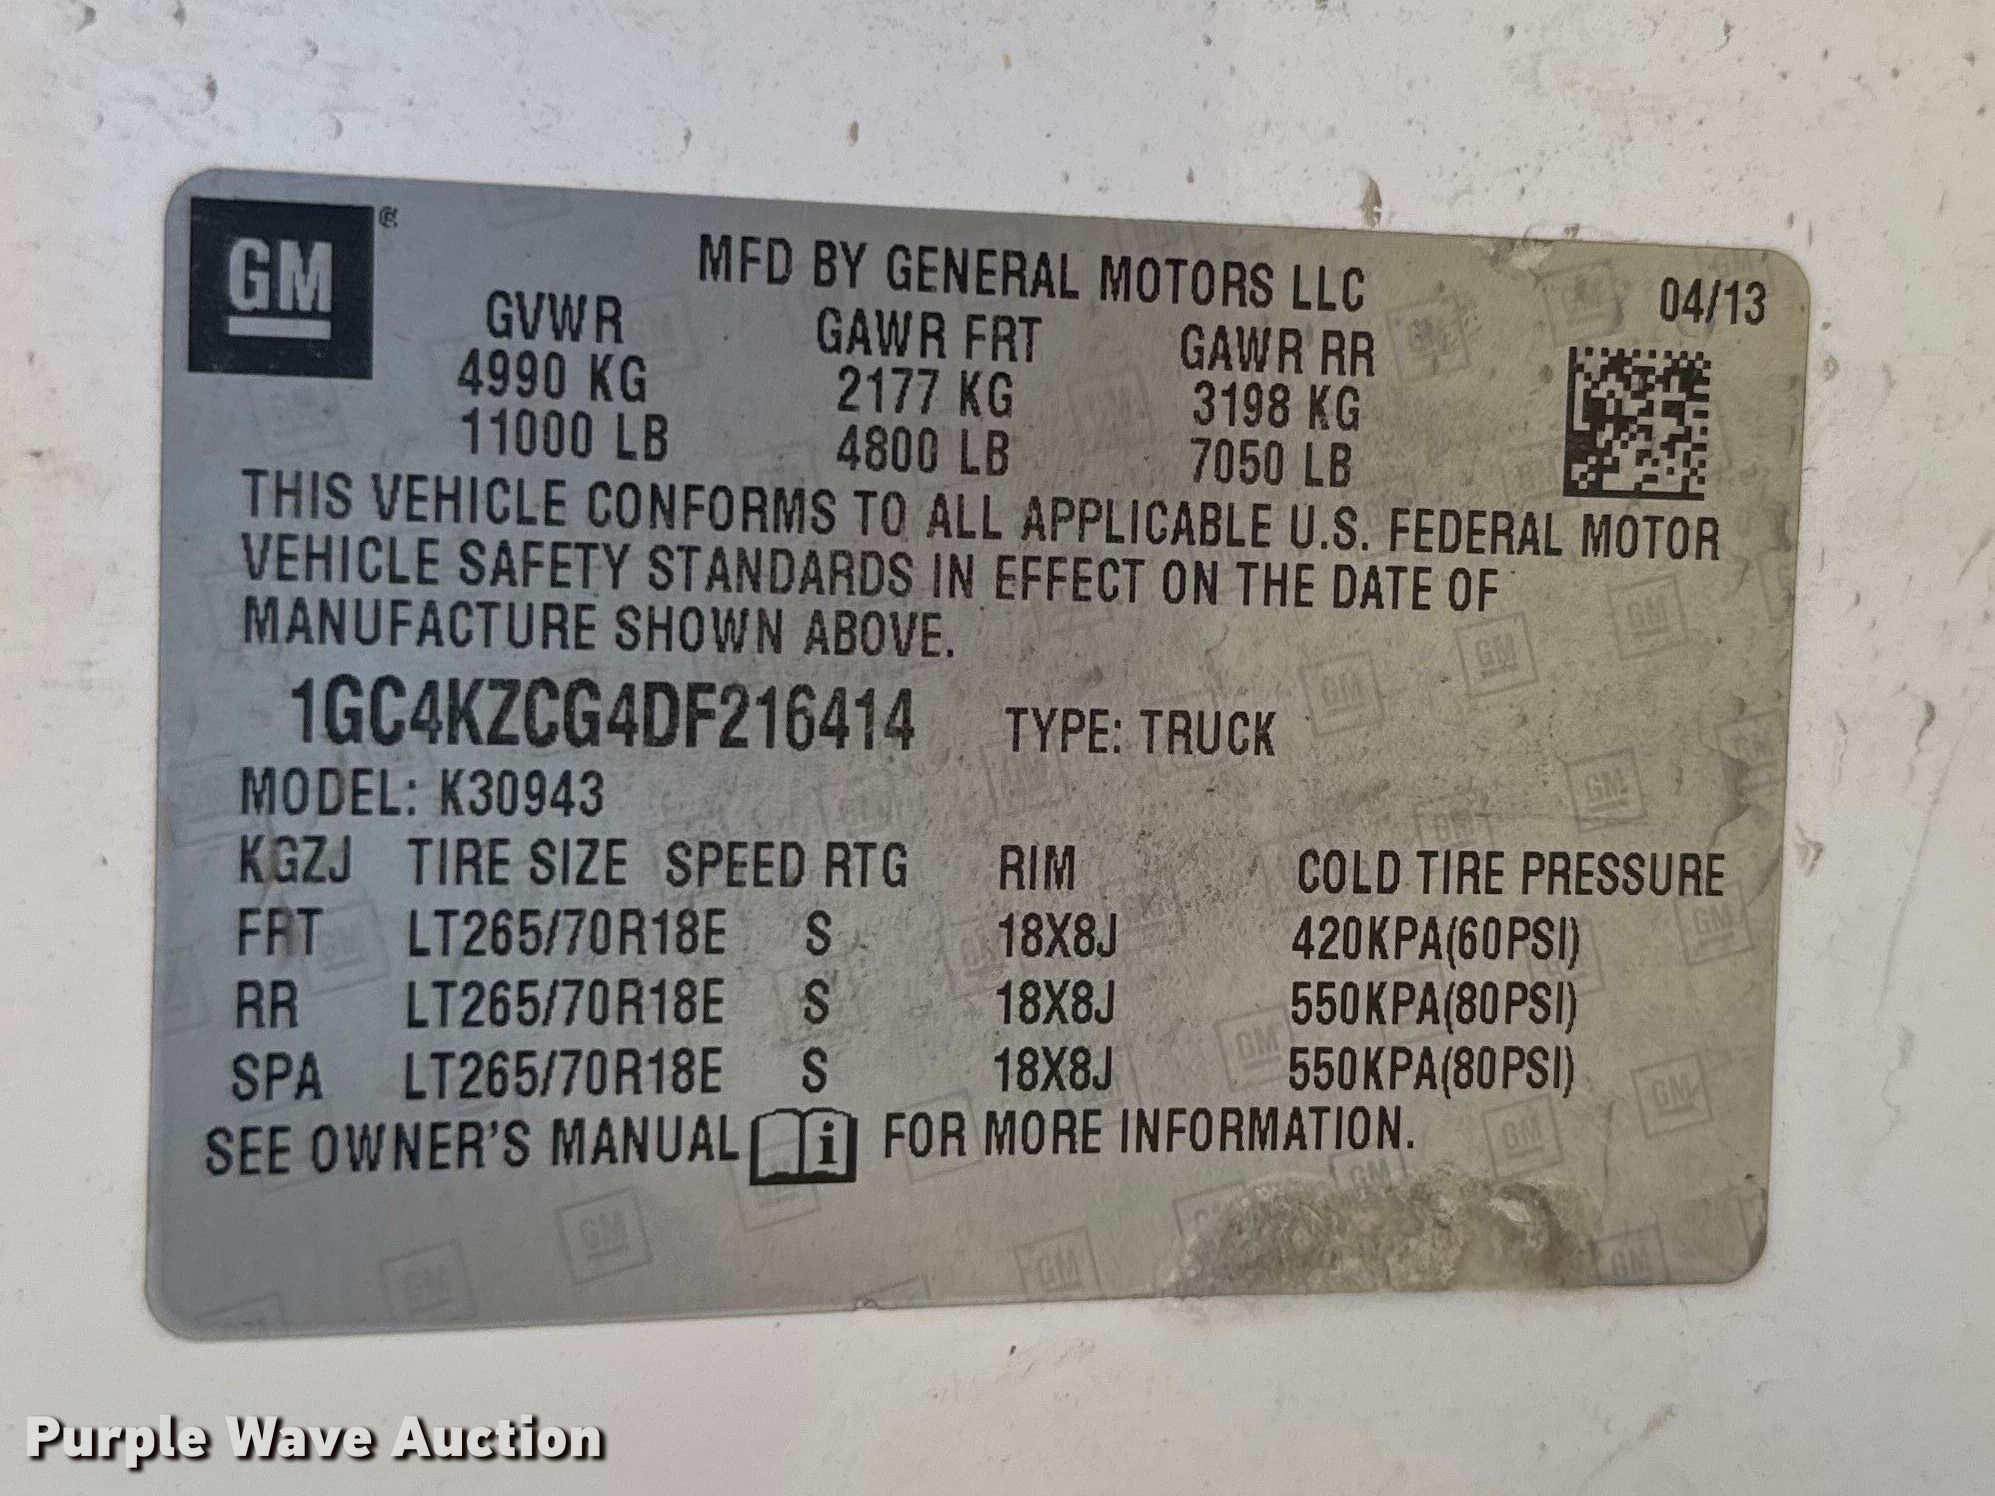 GM ®
MFD BY GENERAL MOTORS LLC 04/13
GVWR GAWR FRT GAWR RR
4990 KG 2177 KG 3198 KG
11000 LB 4800 LB 7050 LB
THIS VEHICLE CONFORMS TO ALL APPLICABLE U.S. FEDERAL MOTOR
VEHICLE SAFETY STANDARDS IN EFFECT ON THE DATE OF
MANUFACTURE SHOWN ABOVE.
1GC4KZCG4DF216414 TYPE: TRUCK
MODEL: K30943
KGZJ TIRE SIZE SPEED RTG RIM COLD TIRE PRESSURE
FRT LT265/70R18E S 18X8J 420KPA(60PSI)
RR LT265/70R18E S 18X8J 550KPA(80PSI)
SPA LT265/70R18E S 18X8J 550KPA(80PSI)
SEE OWNER'S MANUAL i FOR MORE INFORMATION.
Purple Wave Auction